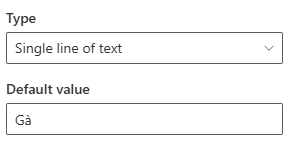 Type
Single line of text
Default value
Gà